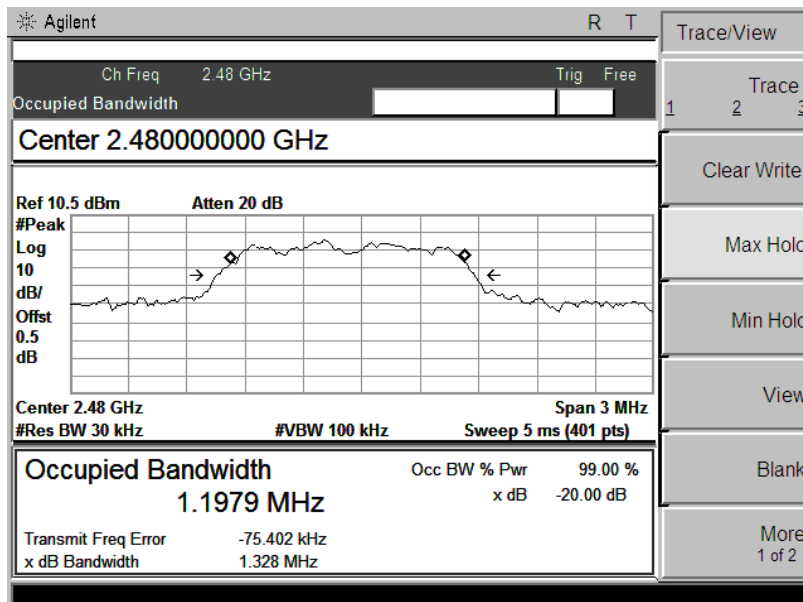 Agilent R T
Trace/View
Ch Freq 2.48 GHz Trig Free
Occupied Bandwidth
Trace
1 2 3
Center 2.480000000 GHz
Clear Write
Ref 10.5 dBm Atten 20 dB
#Peak
Log
10
dB/
Offst
0.5
dB
Max Hold
Min Hold
Center 2.48 GHz Span 3 MHz
#Res BW 30 kHz #VBW 100 kHz Sweep 5 ms (401 pts)
View
Occupied Bandwidth Occ BW % Pwr 99.00 %
1.1979 MHz x dB -20.00 dB
Blank
Transmit Freq Error -75.402 kHz
x dB Bandwidth 1.328 MHz
More
1 of 2